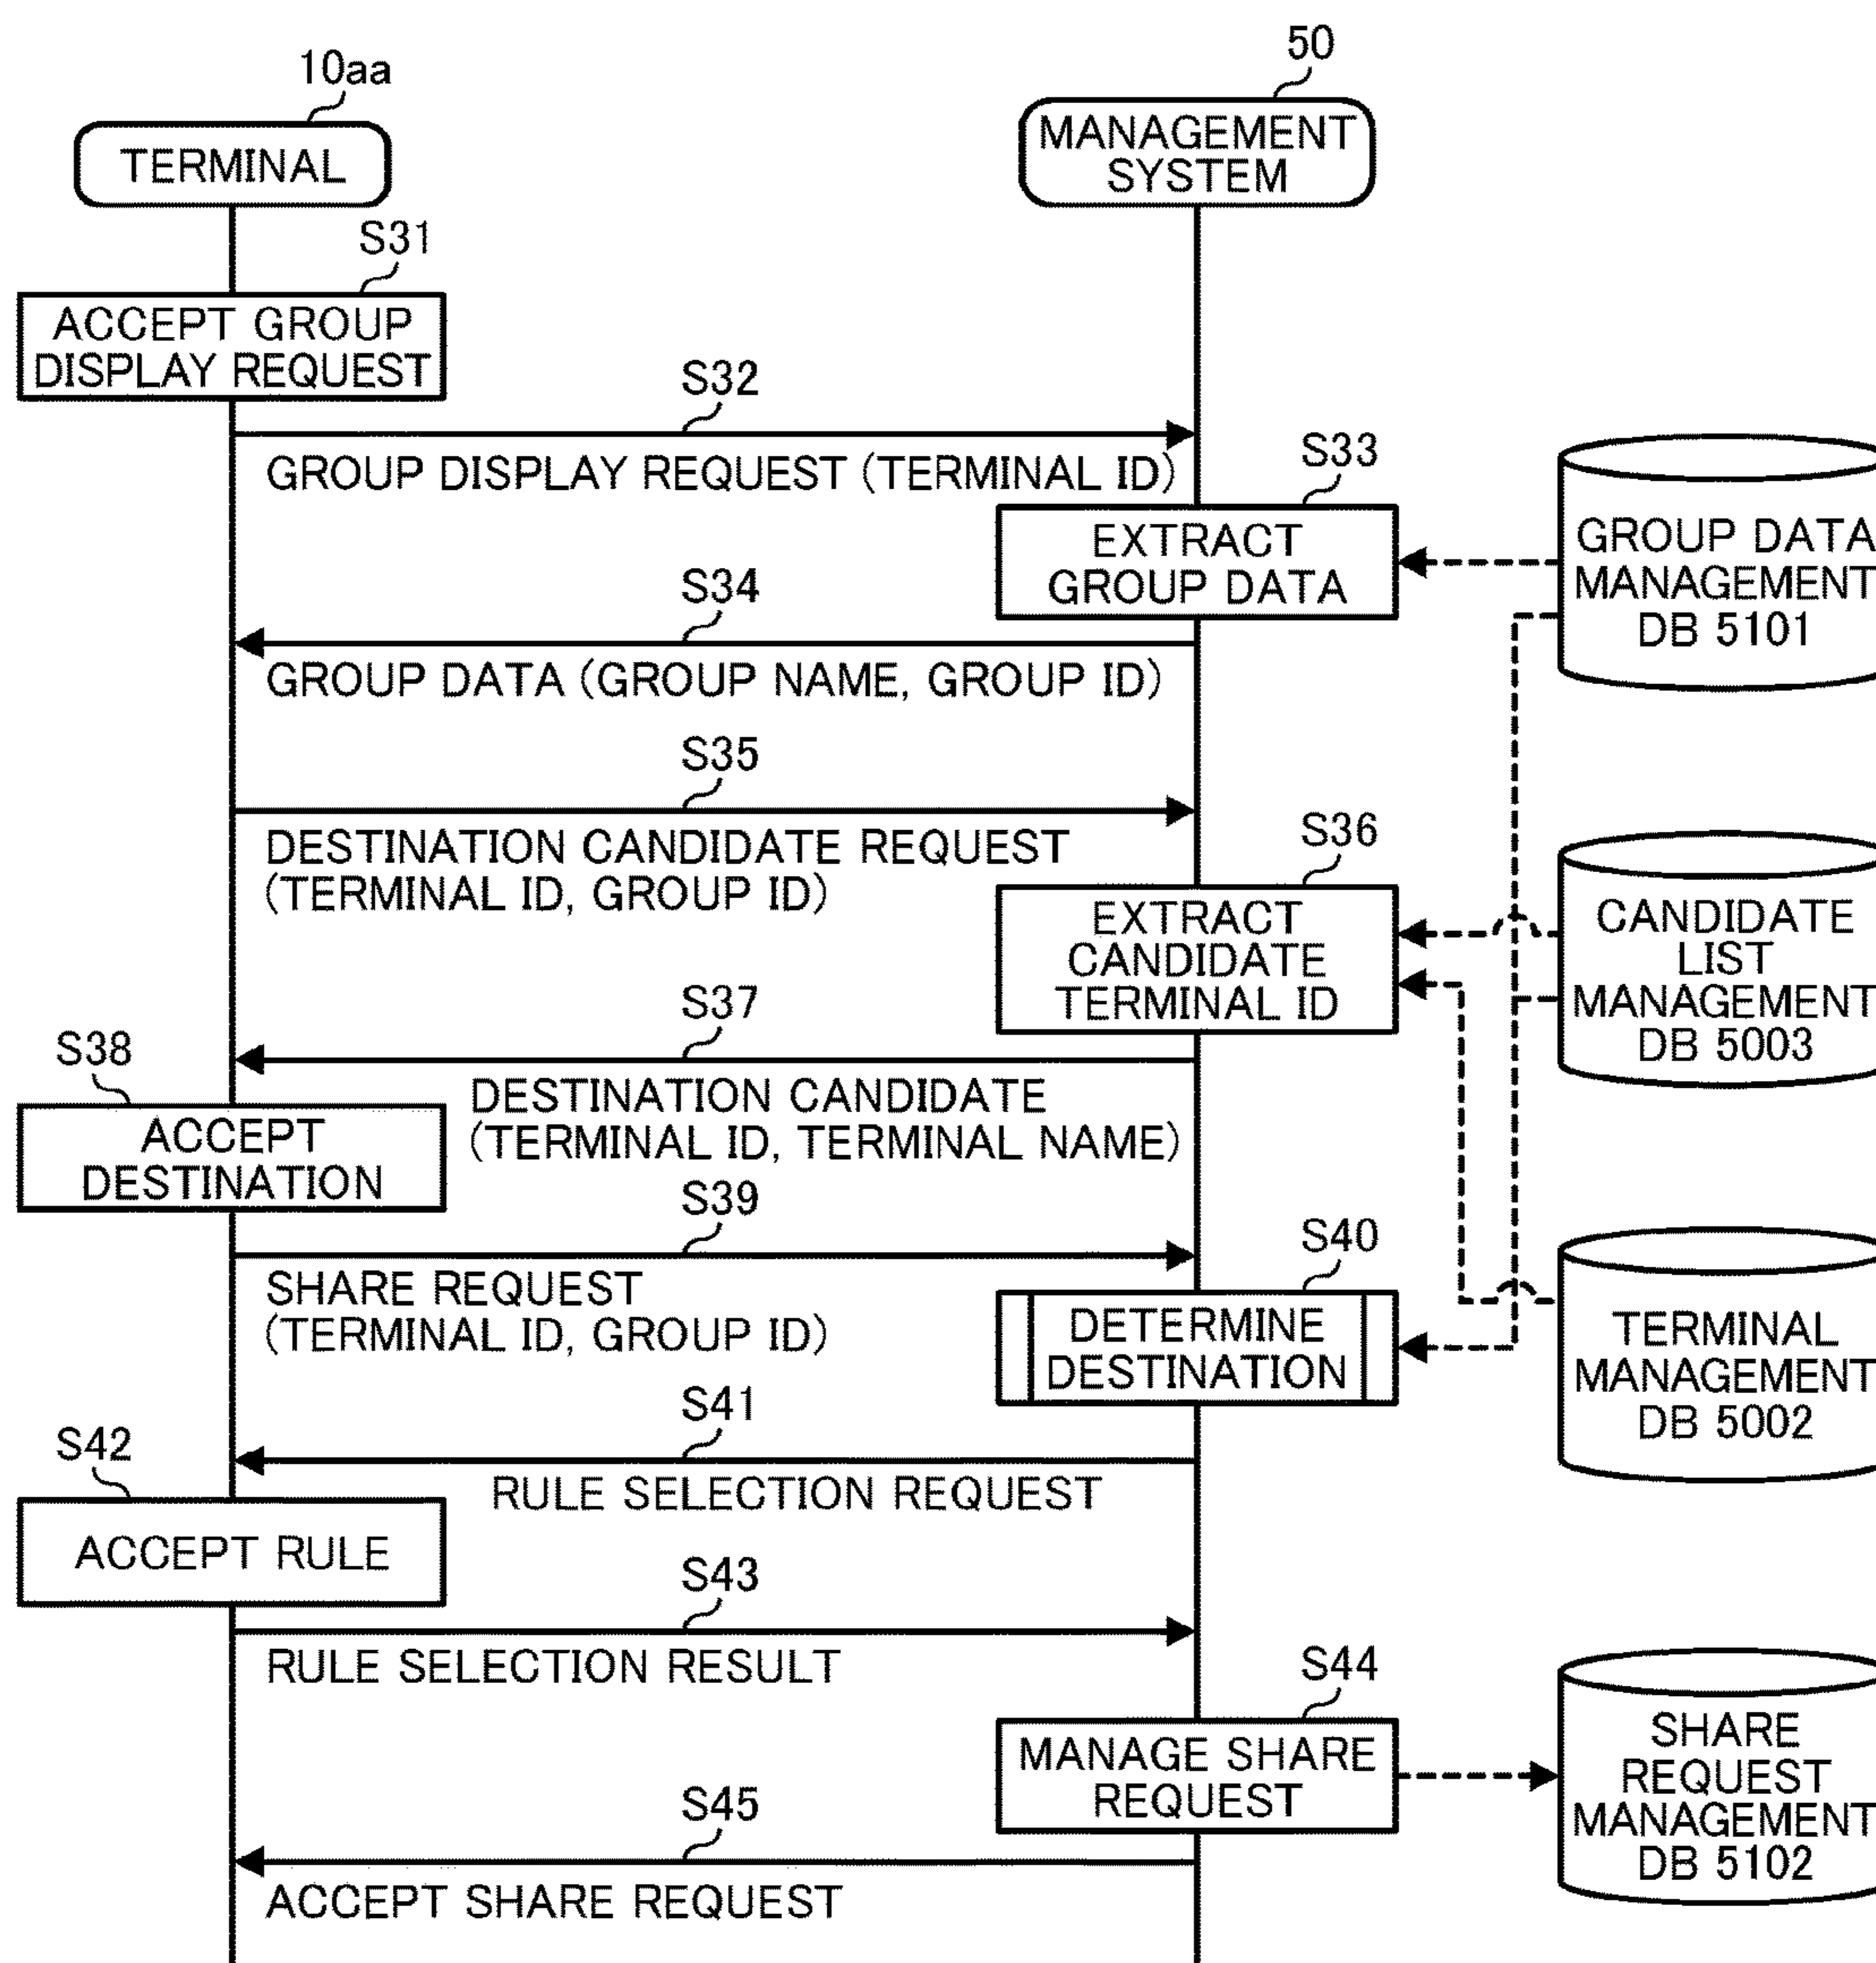 10aa
50
TERMINAL
MANAGEMENT
SYSTEM
S31
ACCEPT GROUP
DISPLAY REQUEST
S32
GROUP DISPLAY REQUEST (TERMINAL ID)
S33
EXTRACT
GROUP DATA
GROUP DATA
MANAGEMENT
DB 5101
S34
GROUP DATA (GROUP NAME, GROUP ID)
S35
DESTINATION CANDIDATE REQUEST
(TERMINAL ID, GROUP ID)
S36
EXTRACT
CANDIDATE
TERMINAL ID
CANDIDATE
LIST
MANAGEMENT
DB 5003
S37
DESTINATION CANDIDATE
(TERMINAL ID, TERMINAL NAME)
S38
ACCEPT
DESTINATION
S39
SHARE REQUEST
(TERMINAL ID, GROUP ID)
S40
DETERMINE
DESTINATION
TERMINAL
MANAGEMENT
DB 5002
S41
RULE SELECTION REQUEST
S42
ACCEPT RULE
S43
RULE SELECTION RESULT
S44
MANAGE SHARE
REQUEST
SHARE
REQUEST
MANAGEMENT
DB 5102
S45
ACCEPT SHARE REQUEST